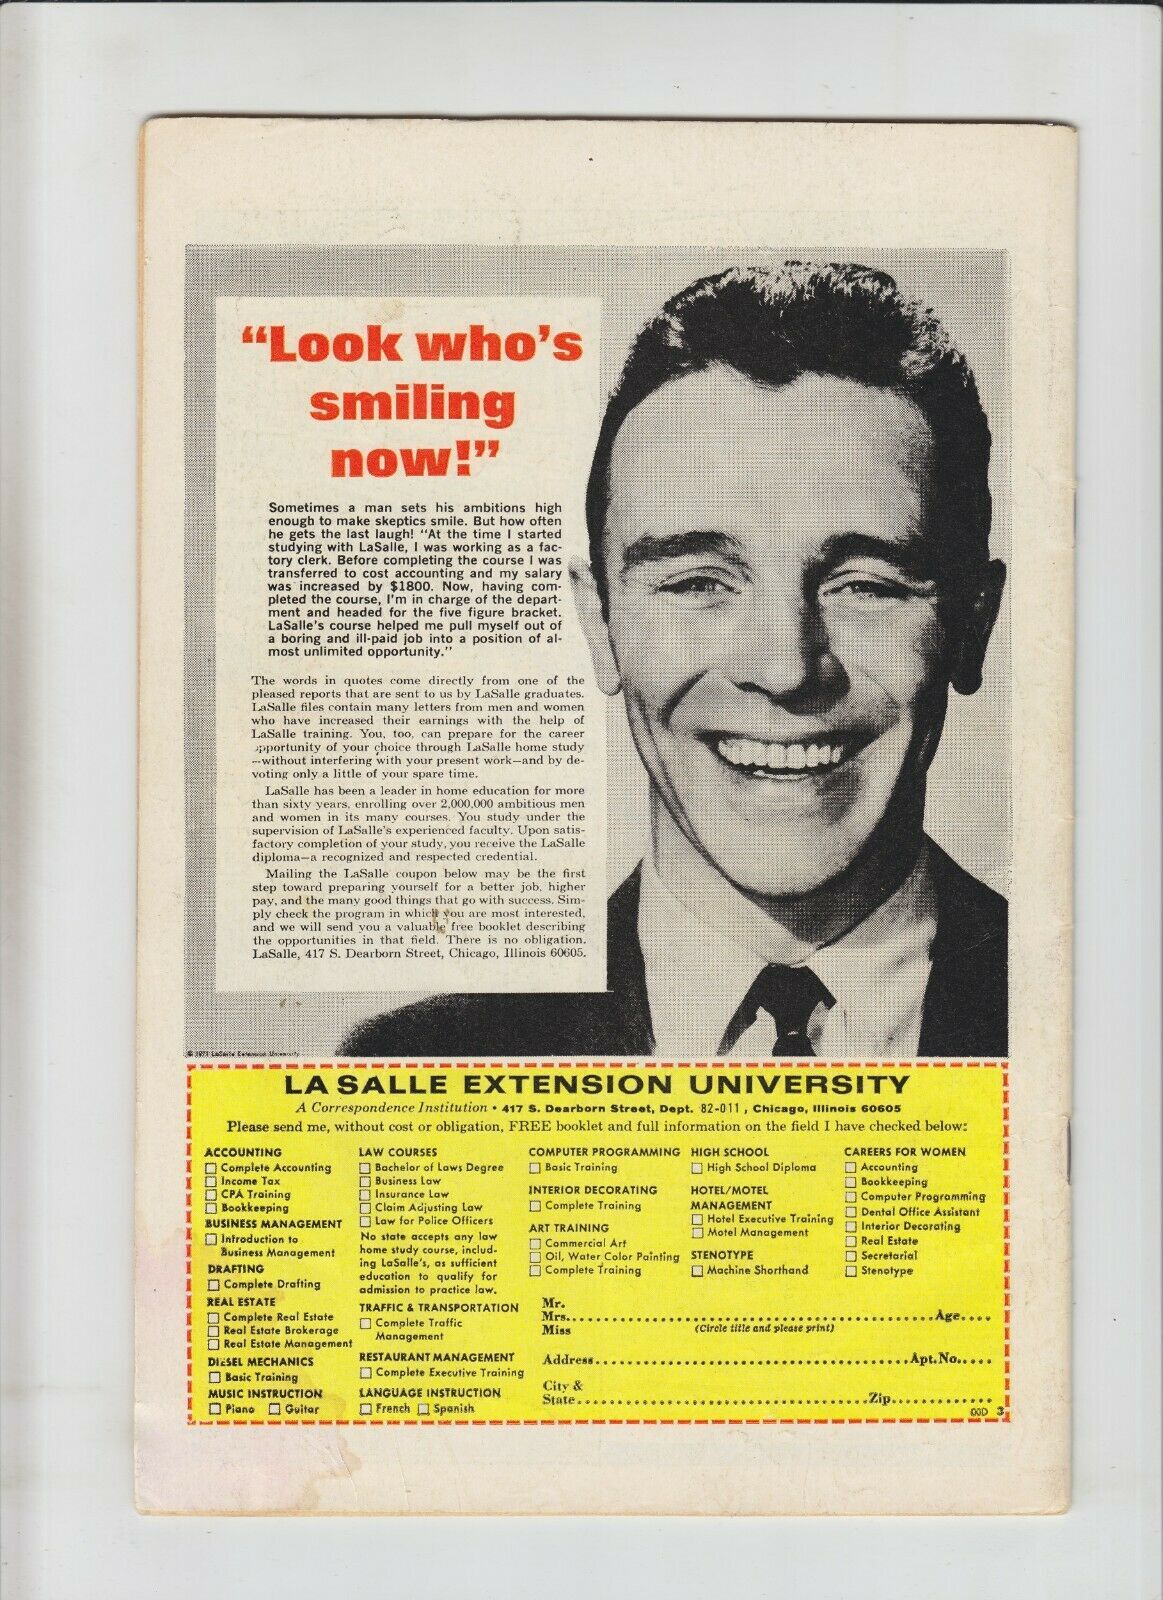 “Look who’s
smiling
now!”
Sometimes a man sets his ambitions high
enough to make skeptics smile. But how often
he gets the last laugh! “At the time I started
studying with LaSalle, I was working as a fac-
tory clerk. Before completing the course I was
transferred to cost accounting and my salary
was increased by $1800. Now, having com-
pleted the course, I’m in charge of the depart-
ment and headed for the five figure bracket.
LaSalle’s course helped me pull myself out of
a boring and ill-paid job into a position of al-
most unlimited opportunity.”
The words in quotes come directly from one of the
pleased reports that are sent to us by LaSalle graduates.
LaSalle files contain many letters from men and women
who have increased their earnings with the help of
LaSalle training. You, too, can prepare for the career
opportunity of your choice through LaSalle home study
—without interfering with your present work—and by de-
voting only a little of your spare time.
LaSalle has been a leader in home education for more
than sixty years, enrolling over 2,000,000 ambitious men
and women in its many courses. You study under the
supervision of LaSalle’s experienced faculty. Upon satis-
factory completion of your study, you receive the LaSalle
diploma—a recognized and respected credential.
Mailing the LaSalle coupon below may be the first
step toward preparing yourself for a better job, higher
pay, and the many good things that go with success. Sim-
ply check the program in which you are most interested,
and we will send you a valuable free booklet describing
the opportunities in that field. There is no obligation.
LaSalle, 417 S. Dearborn Street, Chicago, Illinois 60605.
© 1971 LaSalle Extension University
LA SALLE EXTENSION UNIVERSITY
A Correspondence Institution • 417 S. Dearborn Street, Dept. 82-011, Chicago, Illinois 60605
Please send me, without cost or obligation, FREE booklet and full information on the field I have checked below:
ACCOUNTING
Complete Accounting
Income Tax
CPA Training
Bookkeeping
BUSINESS MANAGEMENT
Introduction to
Business Management
DRAFTING
Complete Drafting
REAL ESTATE
Complete Real Estate
Real Estate Brokerage
Real Estate Management
DIESEL MECHANICS
Basic Training
MUSIC INSTRUCTION
Piano Guitar
LAW COURSES
Bachelor of Laws Degree
Business Law
Insurance Law
Claim Adjusting Law
Law for Police Officers
No state accepts any law
home study course, includ-
ing LaSalle’s, as sufficient
education to qualify for
admission to practice law.
TRAFFIC & TRANSPORTATION
Complete Traffic
Management
RESTAURANT MANAGEMENT
Complete Executive Training
LANGUAGE INSTRUCTION
French Spanish
COMPUTER PROGRAMMING
Basic Training
INTERIOR DECORATING
Complete Training
ART TRAINING
Commercial Art
Oil, Water Color Painting
Complete Training
HIGH SCHOOL
High School Diploma
HOTEL/MOTEL
MANAGEMENT
Hotel Executive Training
Motel Management
STENOTYPE
Machine Shorthand
CAREERS FOR WOMEN
Accounting
Bookkeeping
Computer Programming
Dental Office Assistant
Interior Decorating
Real Estate
Secretarial
Stenotype
Mr.
Mrs. Age
Miss (Circle title and please print)
Address Apt. No.
City &
State Zip
3